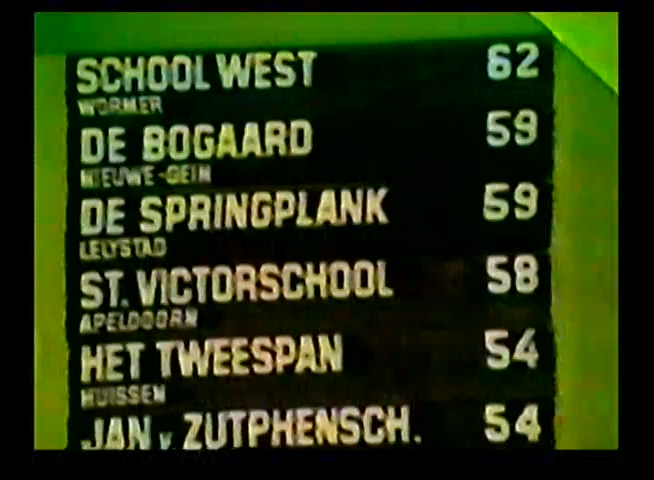 SCHOOL WEST 62
WORMER
DE BOGAARD 59
NIEUWE-GEIN
DE SPRINGPLANK 59
LELYSTAD
ST. VICTORSCHOOL 58
APELDOORN
HET TWEESPAN 54
HUISSEN
JAN v ZUTPHENSCH. 54